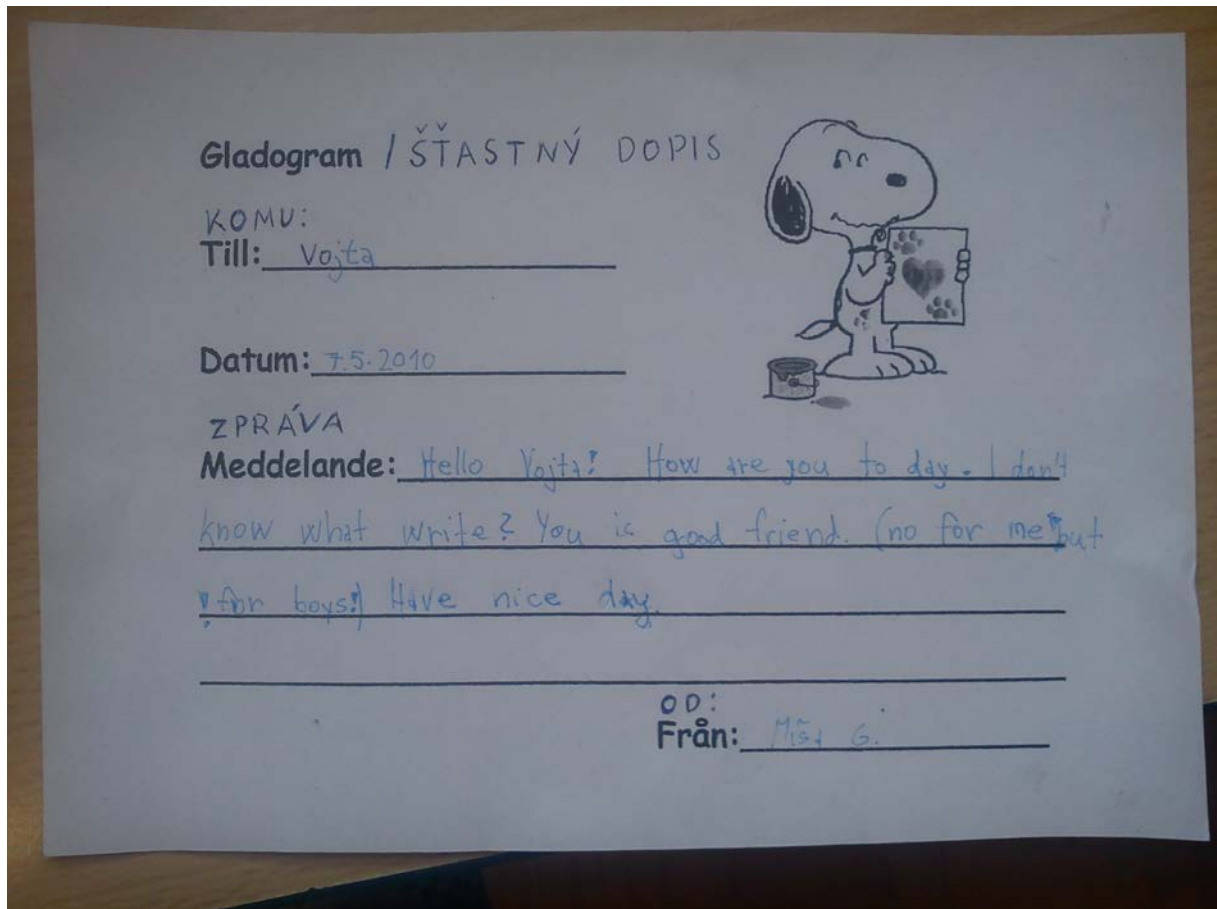 Gladogram / ŠŤASTNÝ DOPIS
KOMU:
Till: Vojta
Datum: 7.5.2010
ZPRÁVA
Meddelande: Hello Vojta! How are you to day. I don't
know what write? You is good friend. (no for me but
! for boys!) Have nice day.
OD:
Från: Míša G.